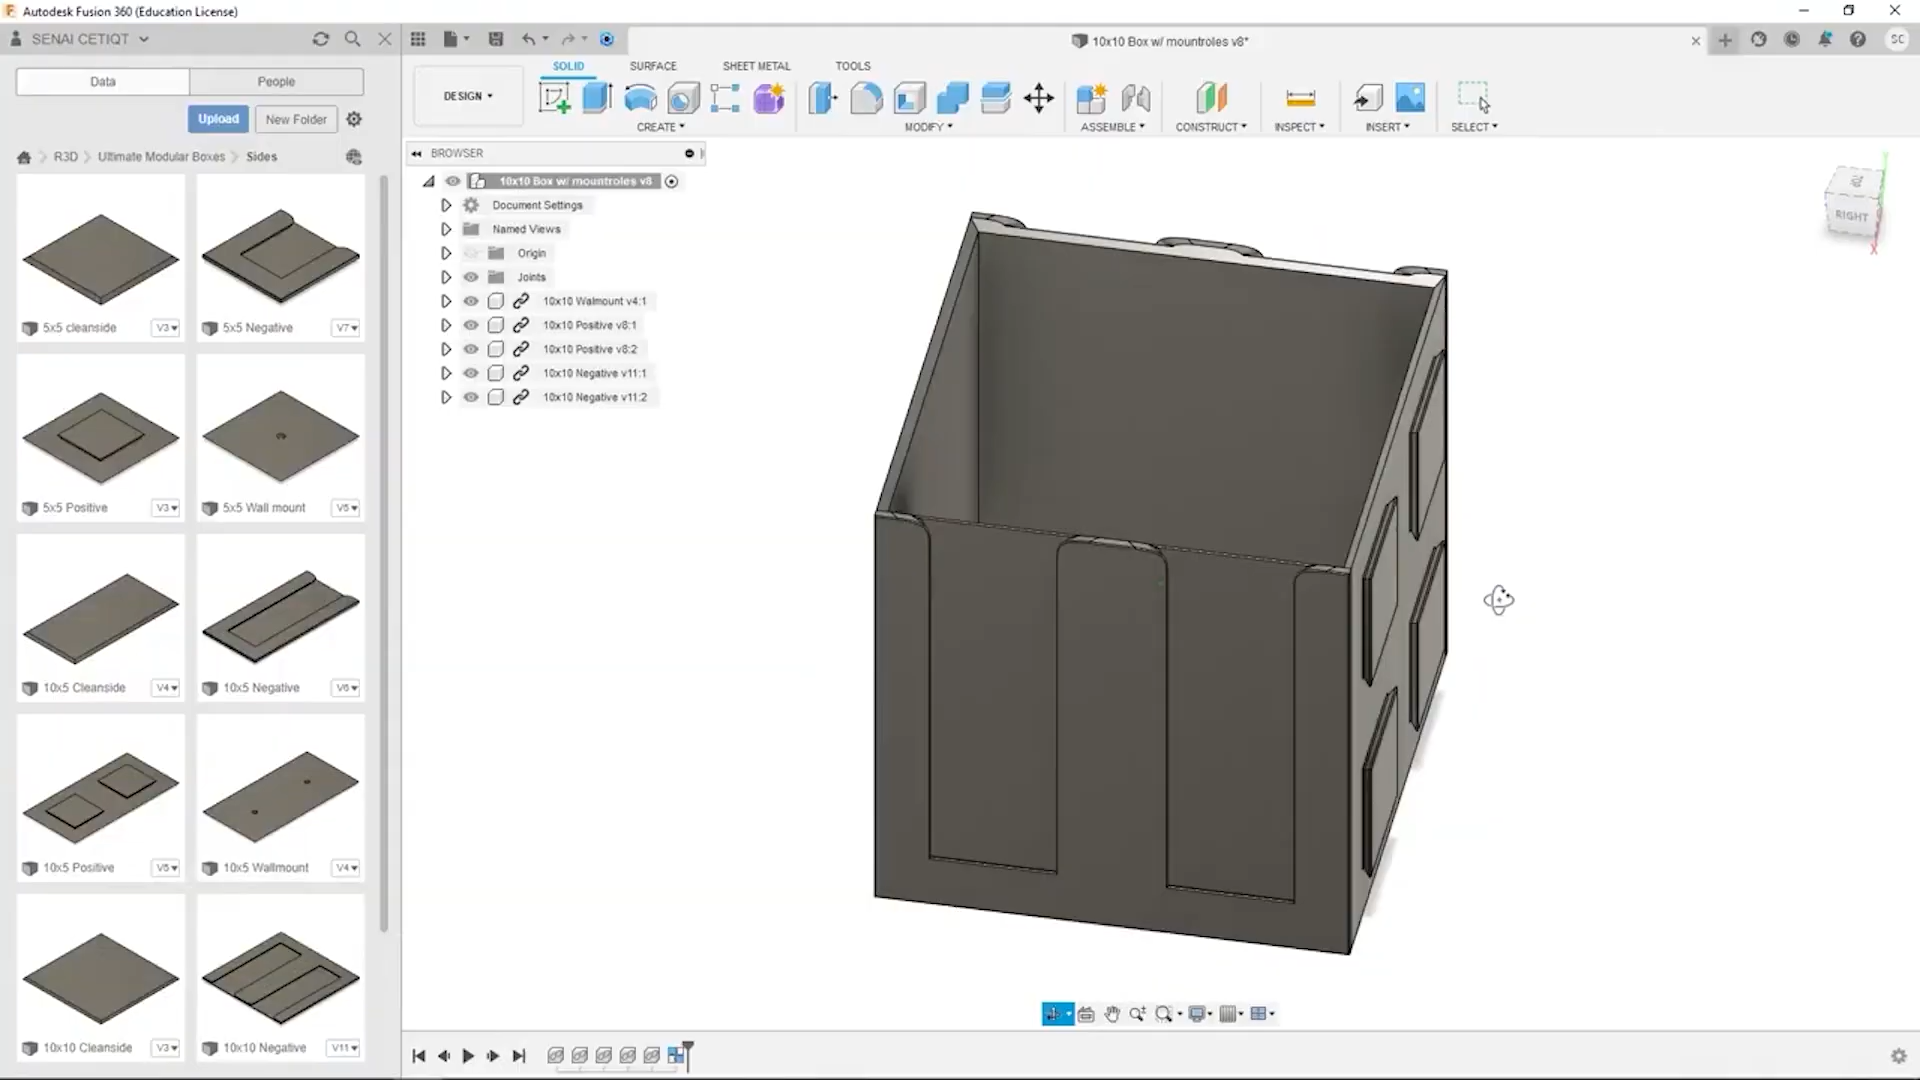 Autodesk Fusion 360 (Education License)
SENAI CETIQT
10x10 Box w/ mountroles v8*
SC
Data
People
Upload
New Folder
R3D
Ultimate Modular Boxes
Sides
DESIGN
SOLID
SURFACE
SHEET METAL
TOOLS
CREATE
MODIFY
ASSEMBLE
CONSTRUCT
INSPECT
INSERT
SELECT
BROWSER
10x10 Box w/ mountroles v8
Document Settings
Named Views
Origin
Joints
10x10 Walmount v4:1
10x10 Positive v8:1
10x10 Positive v8:2
10x10 Negative v11:1
10x10 Negative v11:2
TOP
RIGHT
X
5x5 cleanside
V3
5x5 Negative
V7
5x5 Positive
V3
5x5 Wall mount
V5
10x5 Cleanside
V4
10x5 Negative
V6
10x5 Positive
V5
10x5 Wallmount
V4
10x10 Cleanside
V3
10x10 Negative
V11